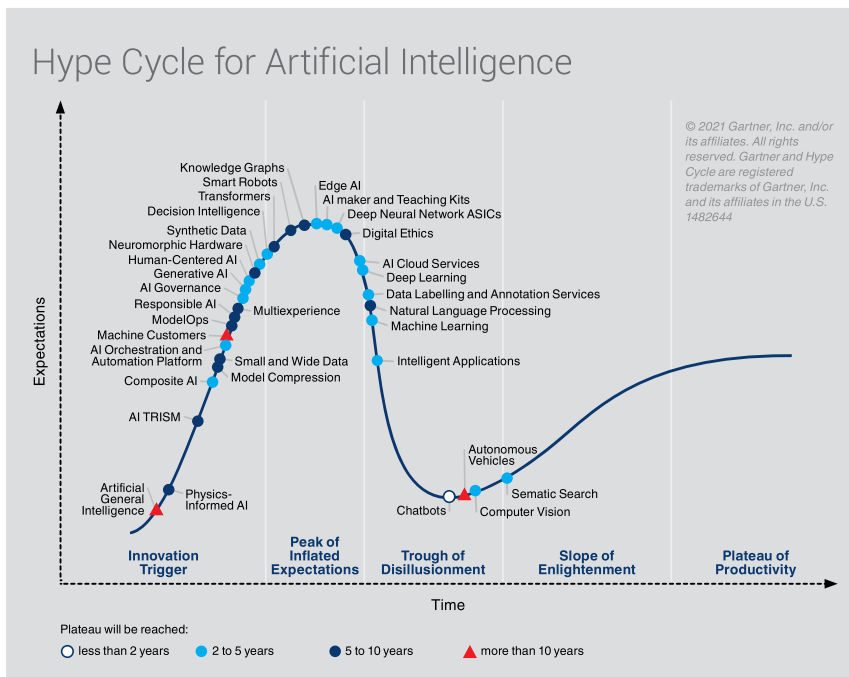 Hype Cycle for Artificial Intelligence
© 2021 Gartner, Inc. and/or
its affiliates. All rights
reserved. Gartner and Hype
Cycle are registered
trademarks of Gartner, Inc.
and its affiliates in the U.S.
1482644
Expectations
Knowledge Graphs
Smart Robots
Transformers
Decision Intelligence
Synthetic Data
Neuromorphic Hardware
Human-Centered AI
Generative AI
AI Governance
Responsible AI
ModelOps
Machine Customers
AI Orchestration and
Automation Platform
Composite AI
AI TRISM
Artificial
General
Intelligence
Physics-
Informed AI
Multiexperience
Small and Wide Data
Model Compression
Edge AI
AI maker and Teaching Kits
Deep Neural Network ASICs
Digital Ethics
AI Cloud Services
Deep Learning
Data Labelling and Annotation Services
Natural Language Processing
Machine Learning
Intelligent Applications
Autonomous
Vehicles
Chatbots
Sematic Search
Computer Vision
Innovation
Trigger
Peak of
Inflated
Expectations
Trough of
Disillusionment
Slope of
Enlightenment
Plateau of
Productivity
Time
Plateau will be reached:
less than 2 years
2 to 5 years
5 to 10 years
more than 10 years